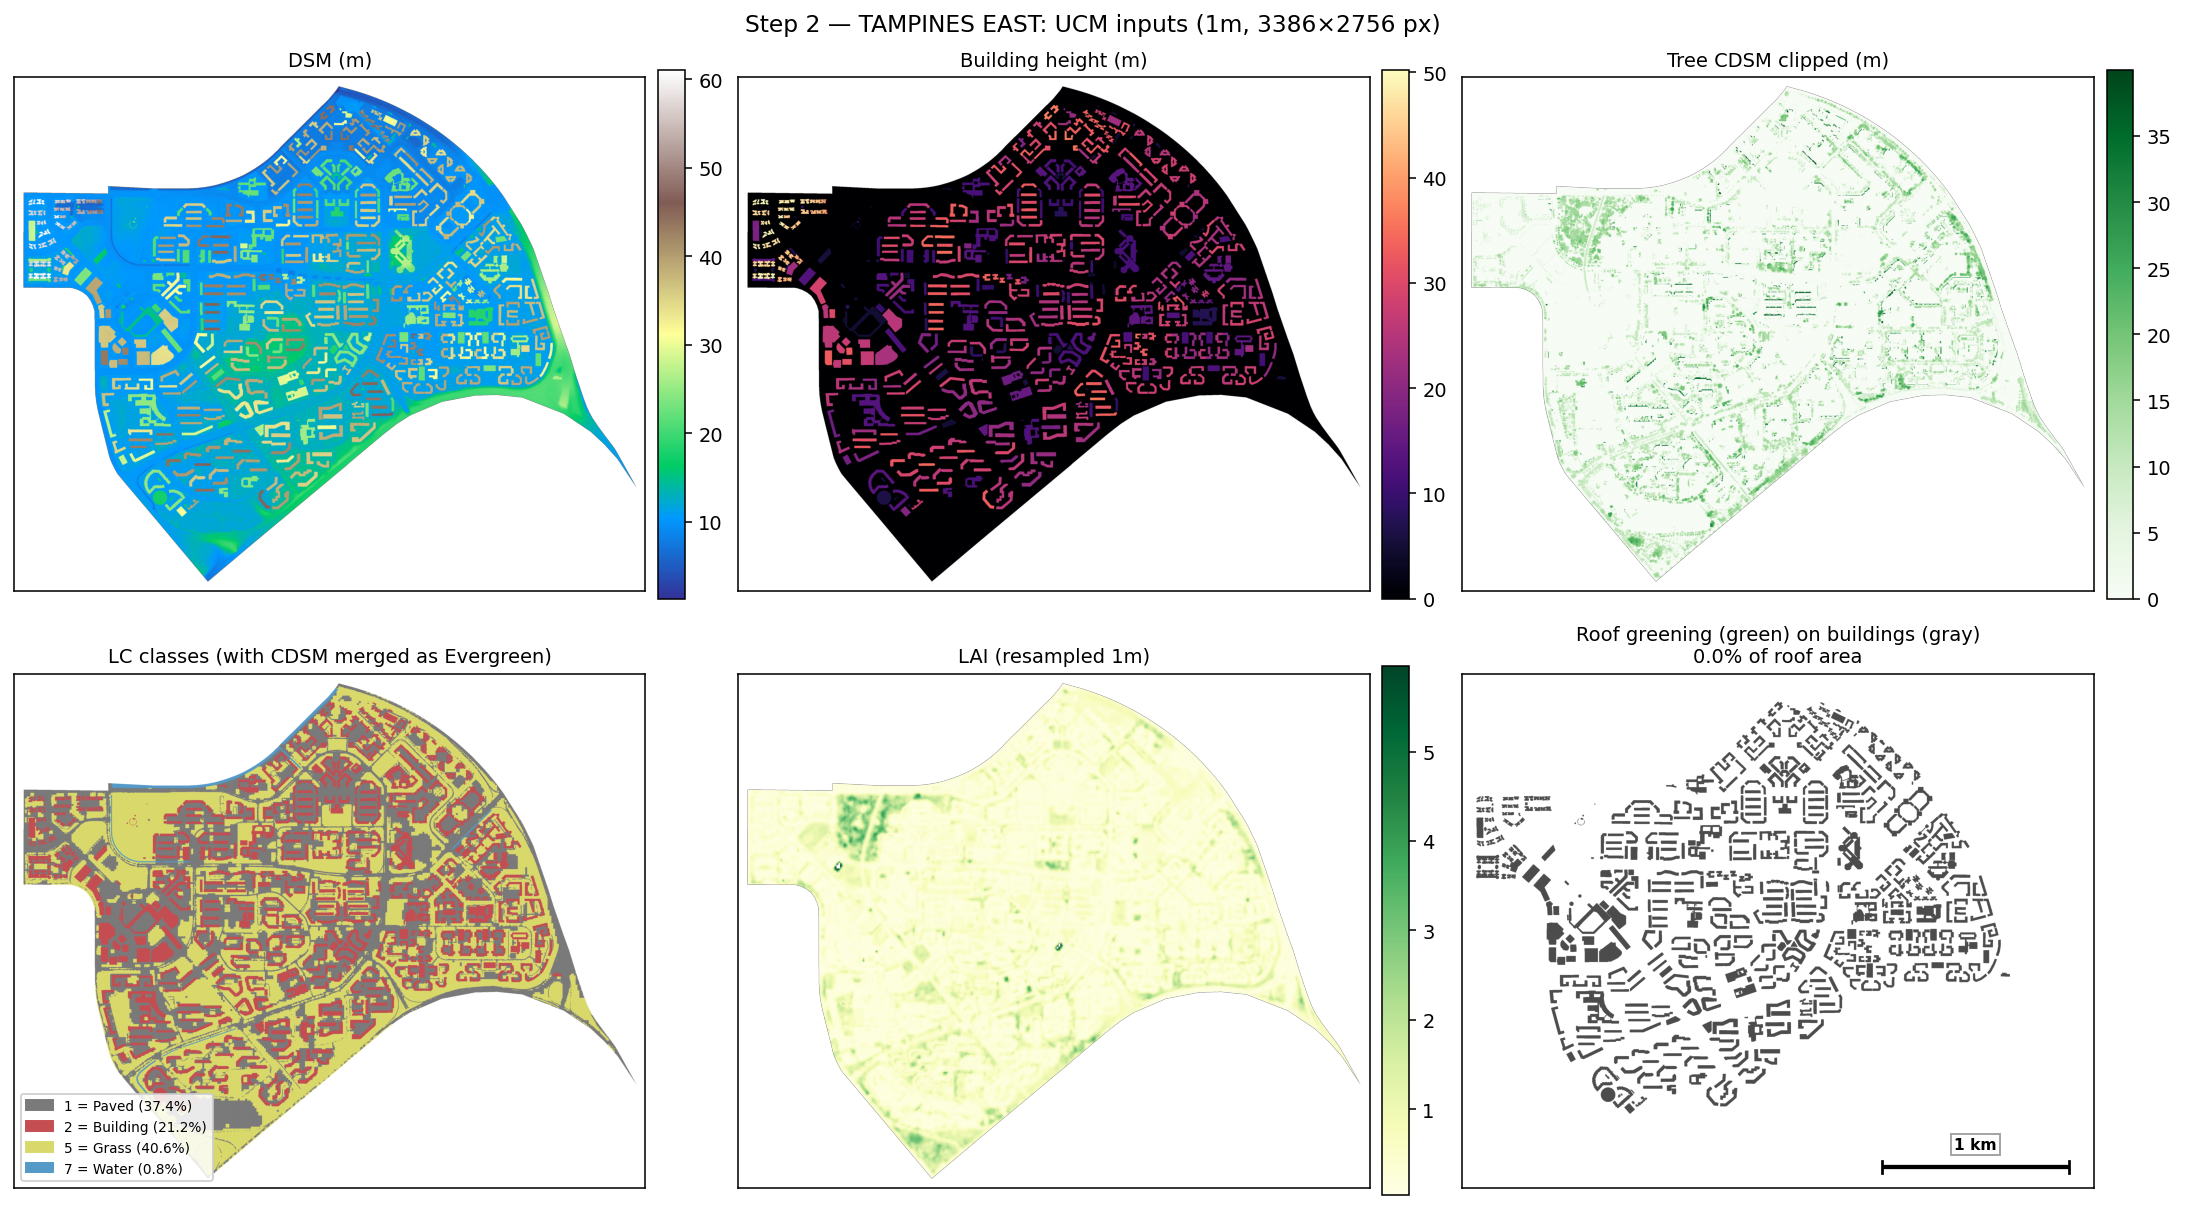 Step 2 — TAMPINES EAST: UCM inputs (1m, 3386×2756 px)
DSM (m)
60
50
40
30
20
10
Building height (m)
50
40
30
20
10
0
Tree CDSM clipped (m)
35
30
25
20
15
10
5
0
LC classes (with CDSM merged as Evergreen)
1 = Paved (37.4%)
2 = Building (21.2%)
5 = Grass (40.6%)
7 = Water (0.8%)
LAI (resampled 1m)
5
4
3
2
1
Roof greening (green) on buildings (gray)
0.0% of roof area
1 km